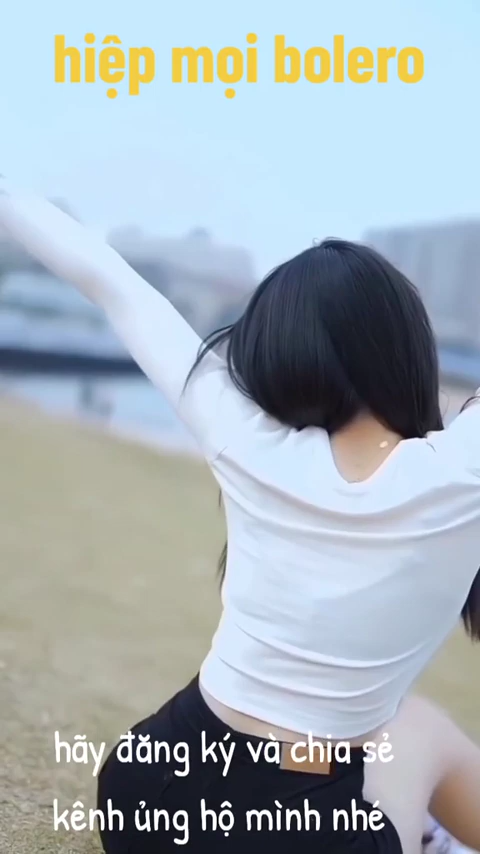 hiệp mọi bolero
hãy đăng ký và chia sẻ
kênh ủng hộ mình nhé